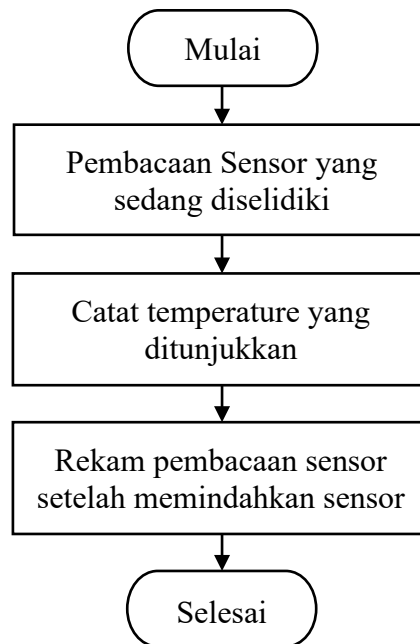 Mulai
Pembacaan Sensor yang
sedang diselidiki
Catat temperature yang
ditunjukkan
Rekam pembacaan sensor
setelah memindahkan sensor
Selesai